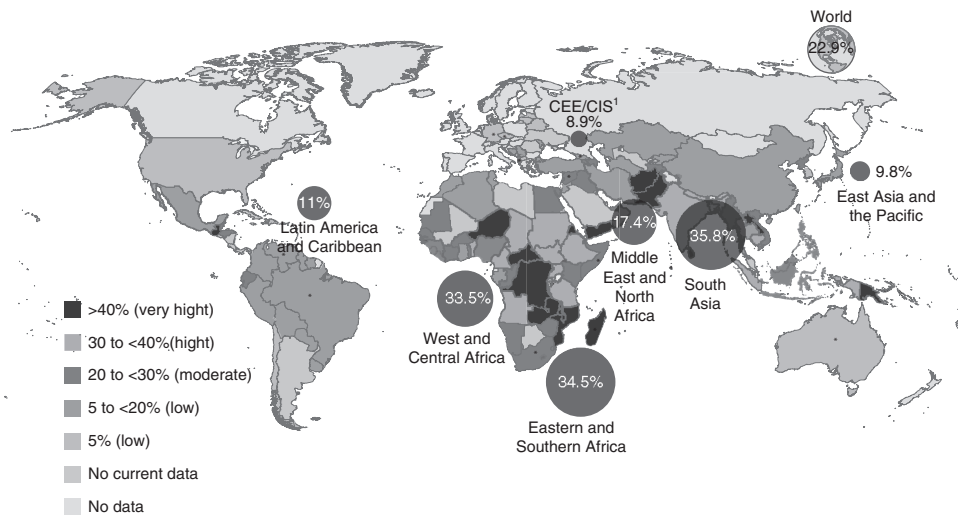 World
22.9%
CEE/CIS¹
8.9%
9.8%
East Asia and
the Pacific
11%
Latin America
and Caribbean
17.4%
Middle
East and
North
Africa
35.8%
South
Asia
33.5%
West and
Central Africa
34.5%
Eastern and
Southern Africa
>40% (very hight)
30 to <40%(hight)
20 to <30% (moderate)
5 to <20% (low)
5% (low)
No current data
No data